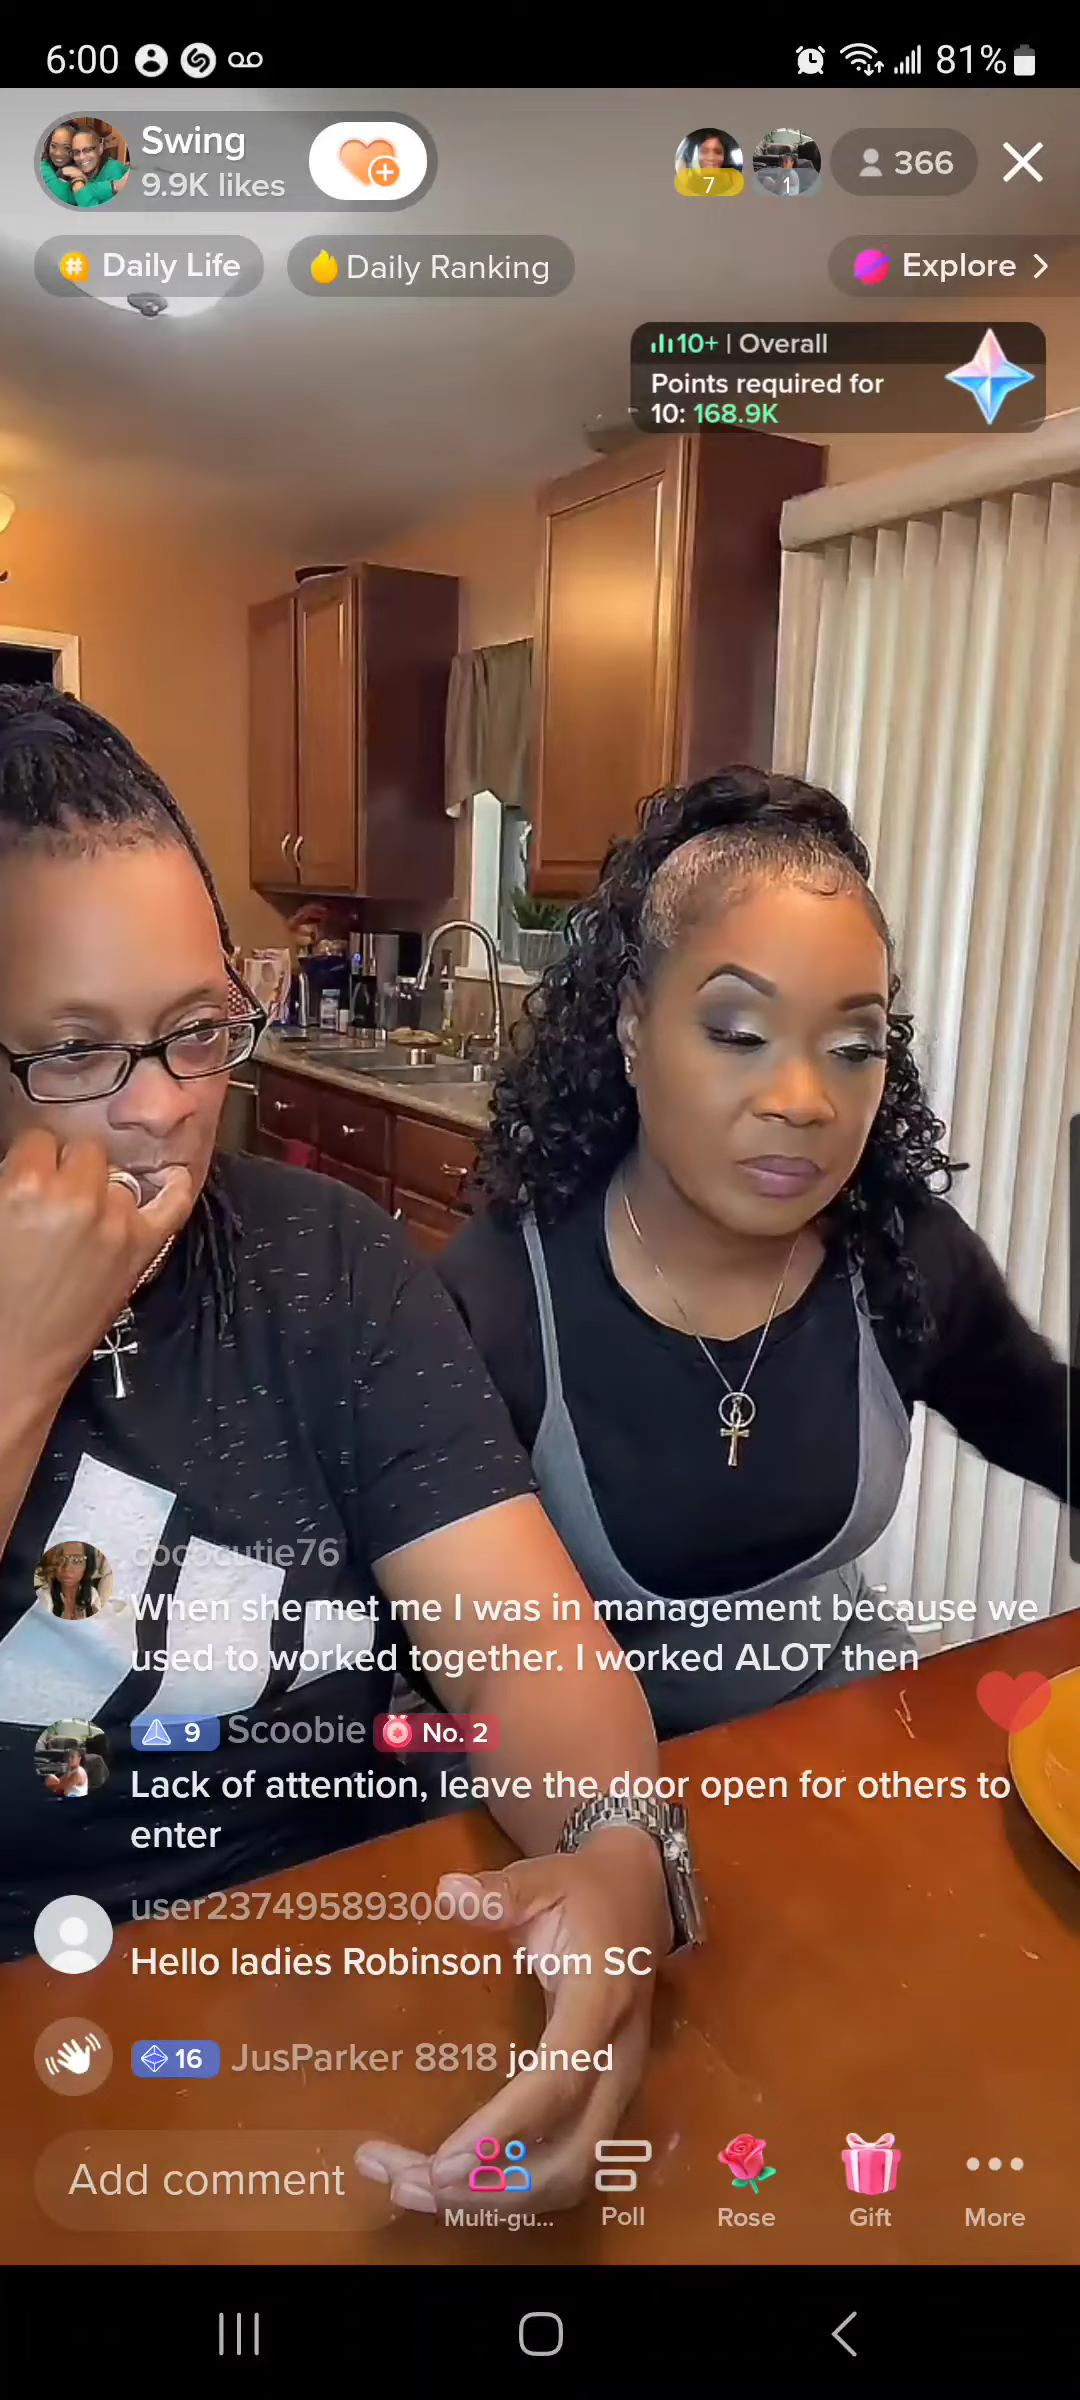 6:00
81%
Swing
9.9K likes
7
1
366
Daily Life
Daily Ranking
Explore
10+ | Overall
Points required for
10: 168.9K
cococutie76
When she met me I was in management because we
used to worked together. I worked ALOT then
9 Scoobie No. 2
Lack of attention, leave the door open for others to
enter
user2374958930006
Hello ladies Robinson from SC
16 JusParker 8818 joined
Add comment
Multi-gu...
Poll
Rose
Gift
More